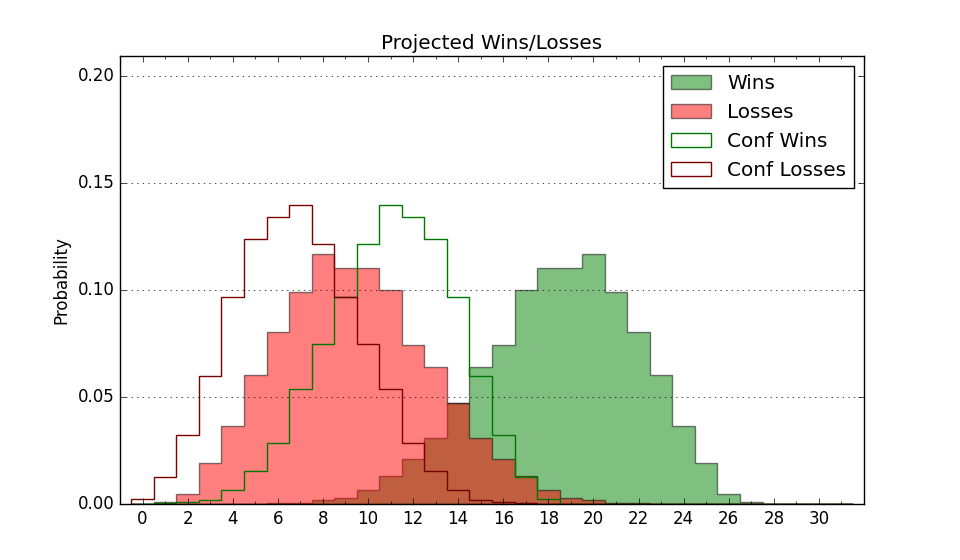 Projected Wins/Losses
0.20
0.15
0.10
0.05
0.00
Probability
Wins
Losses
Conf Wins
Conf Losses
0 2 4 6 8 10 12 14 16 18 20 22 24 26 28 30